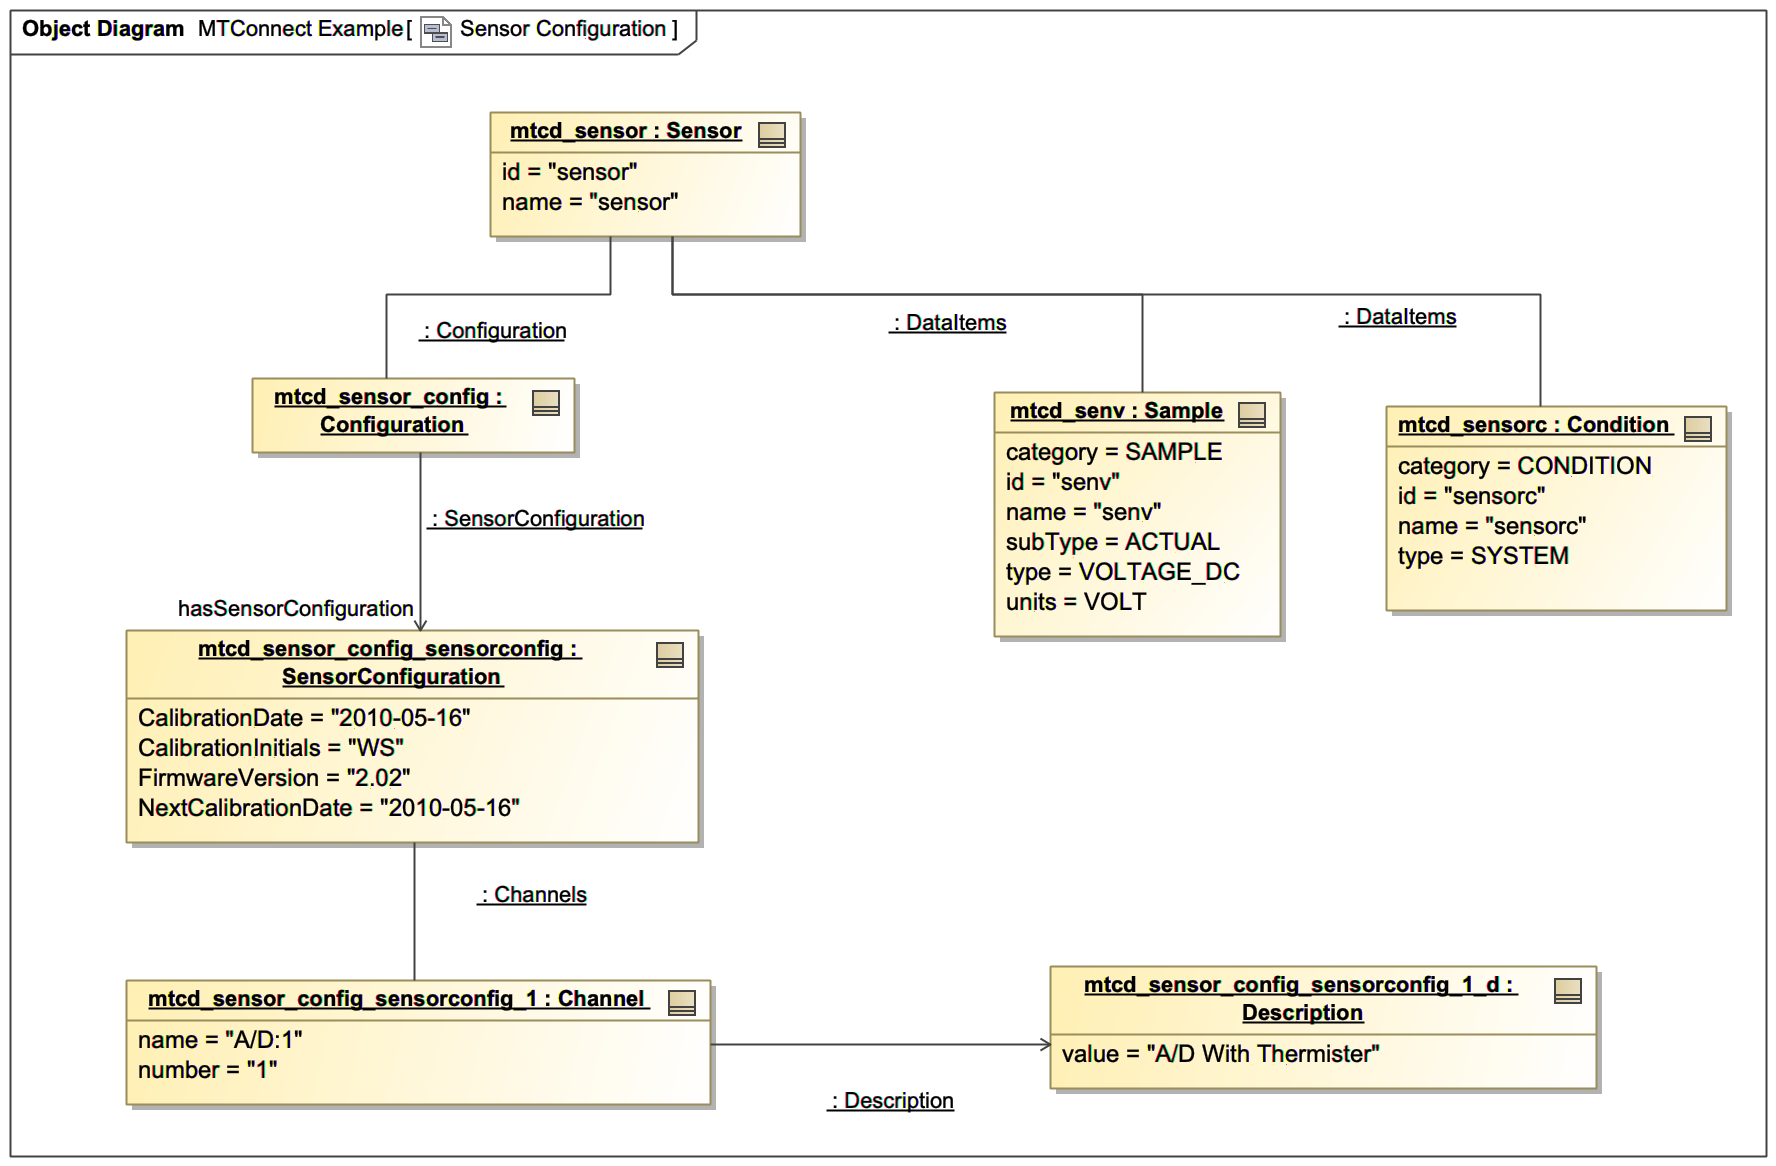 Object Diagram MTConnect Example[ Sensor Configuration ]
mtcd_sensor : Sensor
id = "sensor"
name = "sensor"
: Configuration
: DataItems
: DataItems
mtcd_sensor_config :
Configuration
mtcd_senv : Sample
category = SAMPLE
id = "senv"
name = "senv"
subType = ACTUAL
type = VOLTAGE_DC
units = VOLT
mtcd_sensorc : Condition
category = CONDITION
id = "sensorc"
name = "sensorc"
type = SYSTEM
: SensorConfiguration
hasSensorConfiguration
mtcd_sensor_config_sensorconfig :
SensorConfiguration
CalibrationDate = "2010-05-16"
CalibrationInitials = "WS"
FirmwareVersion = "2.02"
NextCalibrationDate = "2010-05-16"
: Channels
mtcd_sensor_config_sensorconfig_1 : Channel
name = "A/D:1"
number = "1"
: Description
mtcd_sensor_config_sensorconfig_1_d :
Description
value = "A/D With Thermister"